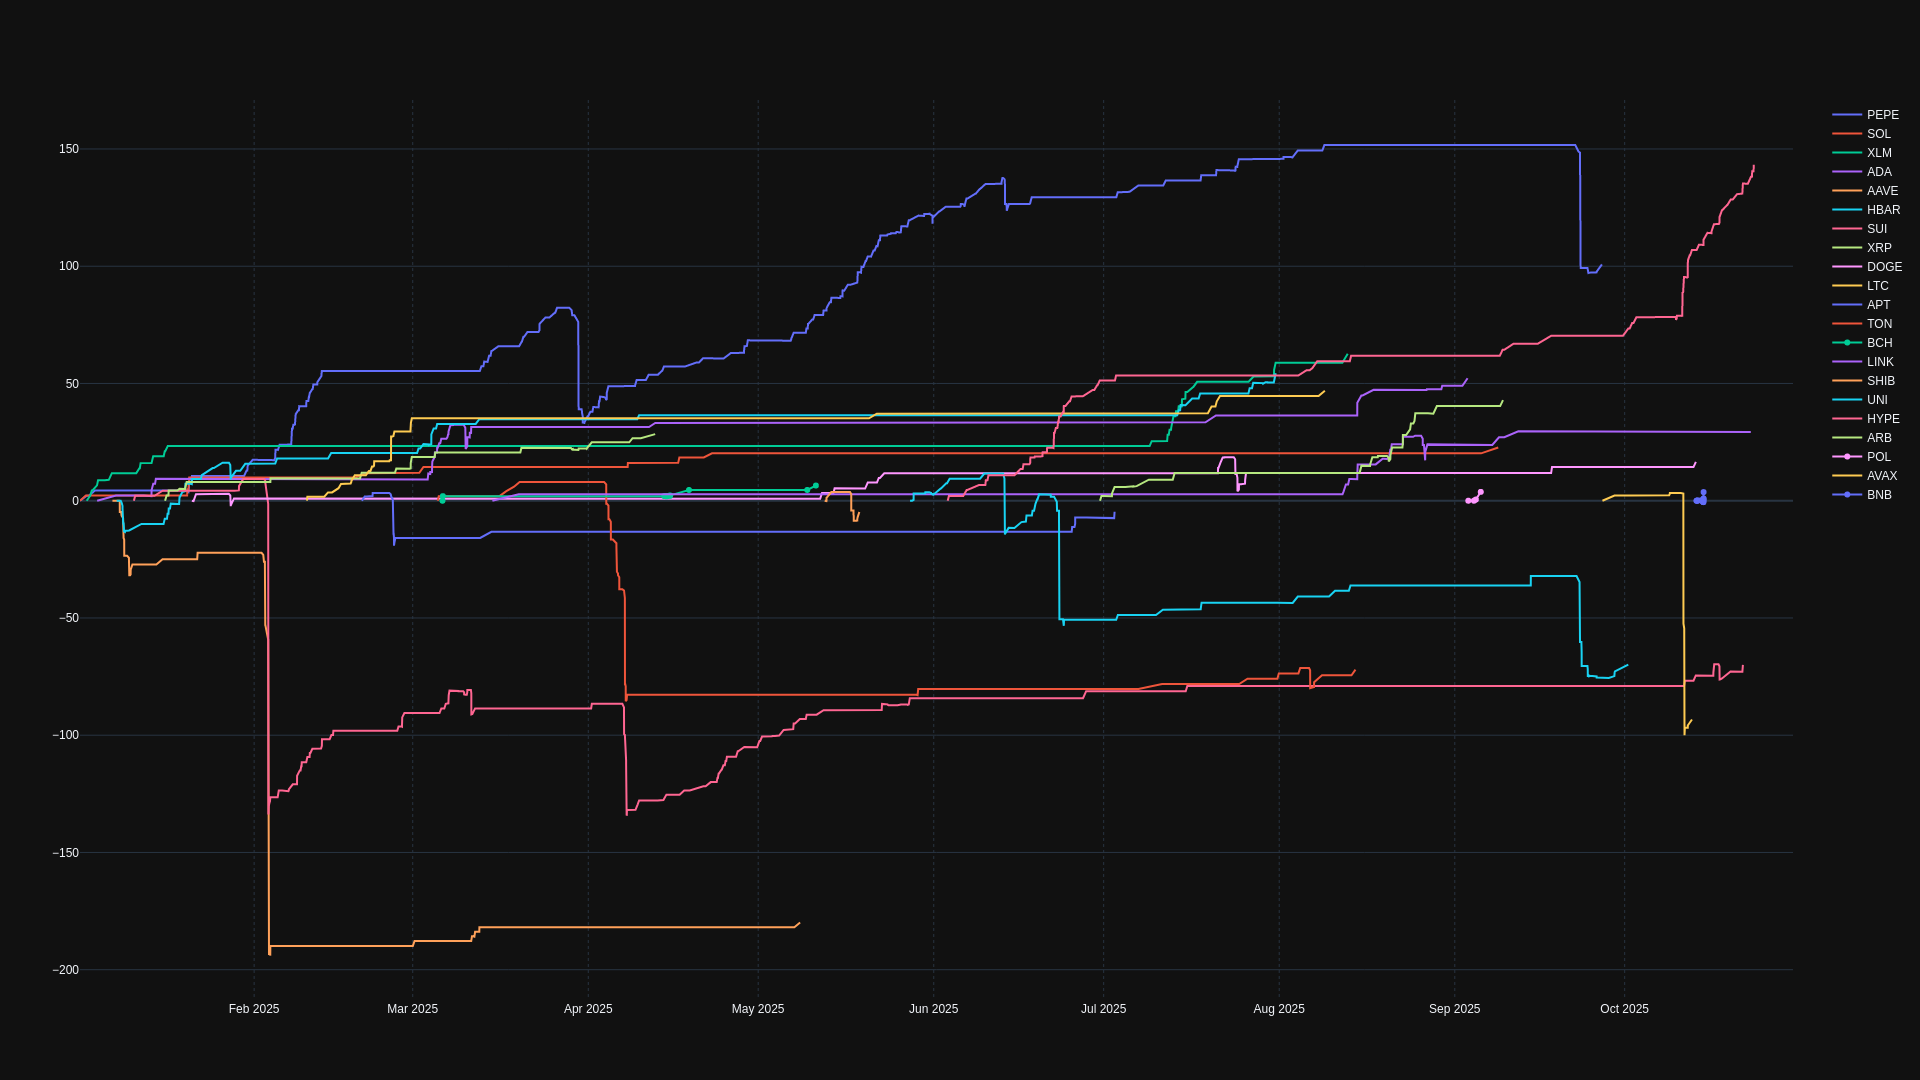 150
100
50
0
−50
−100
−150
−200
Feb 2025
Mar 2025
Apr 2025
May 2025
Jun 2025
Jul 2025
Aug 2025
Sep 2025
Oct 2025
PEPE
SOL
XLM
ADA
AAVE
HBAR
SUI
XRP
DOGE
LTC
APT
TON
BCH
LINK
SHIB
UNI
HYPE
ARB
POL
AVAX
BNB